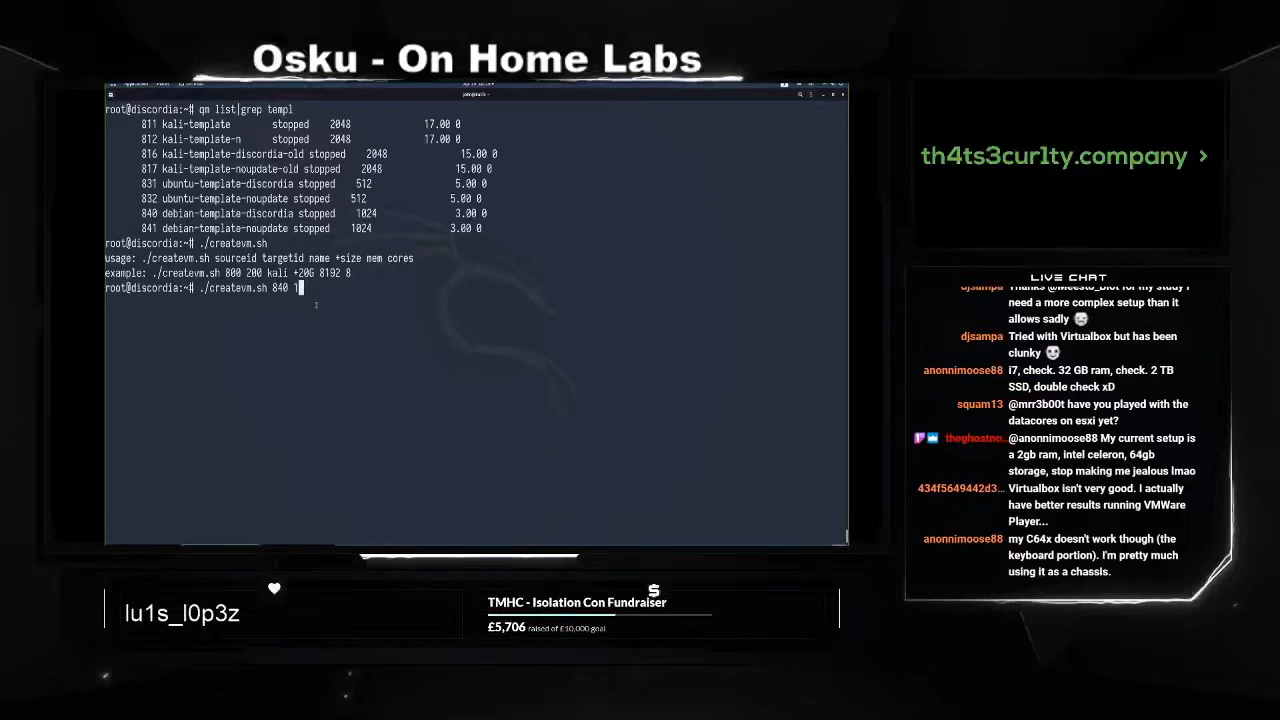 Osku - On Home Labs
root@discordia:~# qm list|grep templ
811 kali-template stopped 2048 17.00 0
812 kali-template-n stopped 2048 17.00 0
816 kali-template-discordia-old stopped 2048 15.00 0
817 kali-template-noupdate-old stopped 2048 15.00 0
831 ubuntu-template-discordia stopped 512 5.00 0
832 ubuntu-template-noupdate stopped 512 5.00 0
840 debian-template-discordia stopped 1024 3.00 0
841 debian-template-noupdate stopped 1024 3.00 0
root@discordia:~# ./createvm.sh
usage: ./createvm.sh sourceid targetid name +size mem cores
example: ./createvm.sh 800 200 kali +20G 8192 8
root@discordia:~# ./createvm.sh 840 1
th4ts3cur1ty.company >
LIVE CHAT
djsampa Thanks @Meesto_Blot for my study I
need a more complex setup than it
allows sadly
djsampa Tried with Virtualbox but has been
clunky
anonnimoose88 i7, check. 32 GB ram, check. 2 TB
SSD, double check xD
squam13 @mrr3b00t have you played with the
datacores on esxi yet?
theghostno... @anonnimoose88 My current setup is
a 2gb ram, intel celeron, 64gb
storage, stop making me jealous lmao
434f5649442d3... Virtualbox isn't very good. I actually
have better results running VMWare
Player...
anonnimoose88 my C64x doesn't work though (the
keyboard portion). I'm pretty much
using it as a chassis.
lu1s_l0p3z
TMHC - Isolation Con Fundraiser
£5,706 raised of £10,000 goal